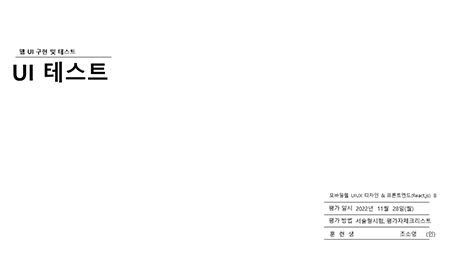 웹 UI 구현 및 테스트
UI 테스트
모바일웹 UIUX 디자인 & 프론트엔드(React.js) B
평가 일시 2022년 11월 28일(월)
평가 방법 서술형시험, 평가자체크리스트
훈 련 생 조소영 (인)